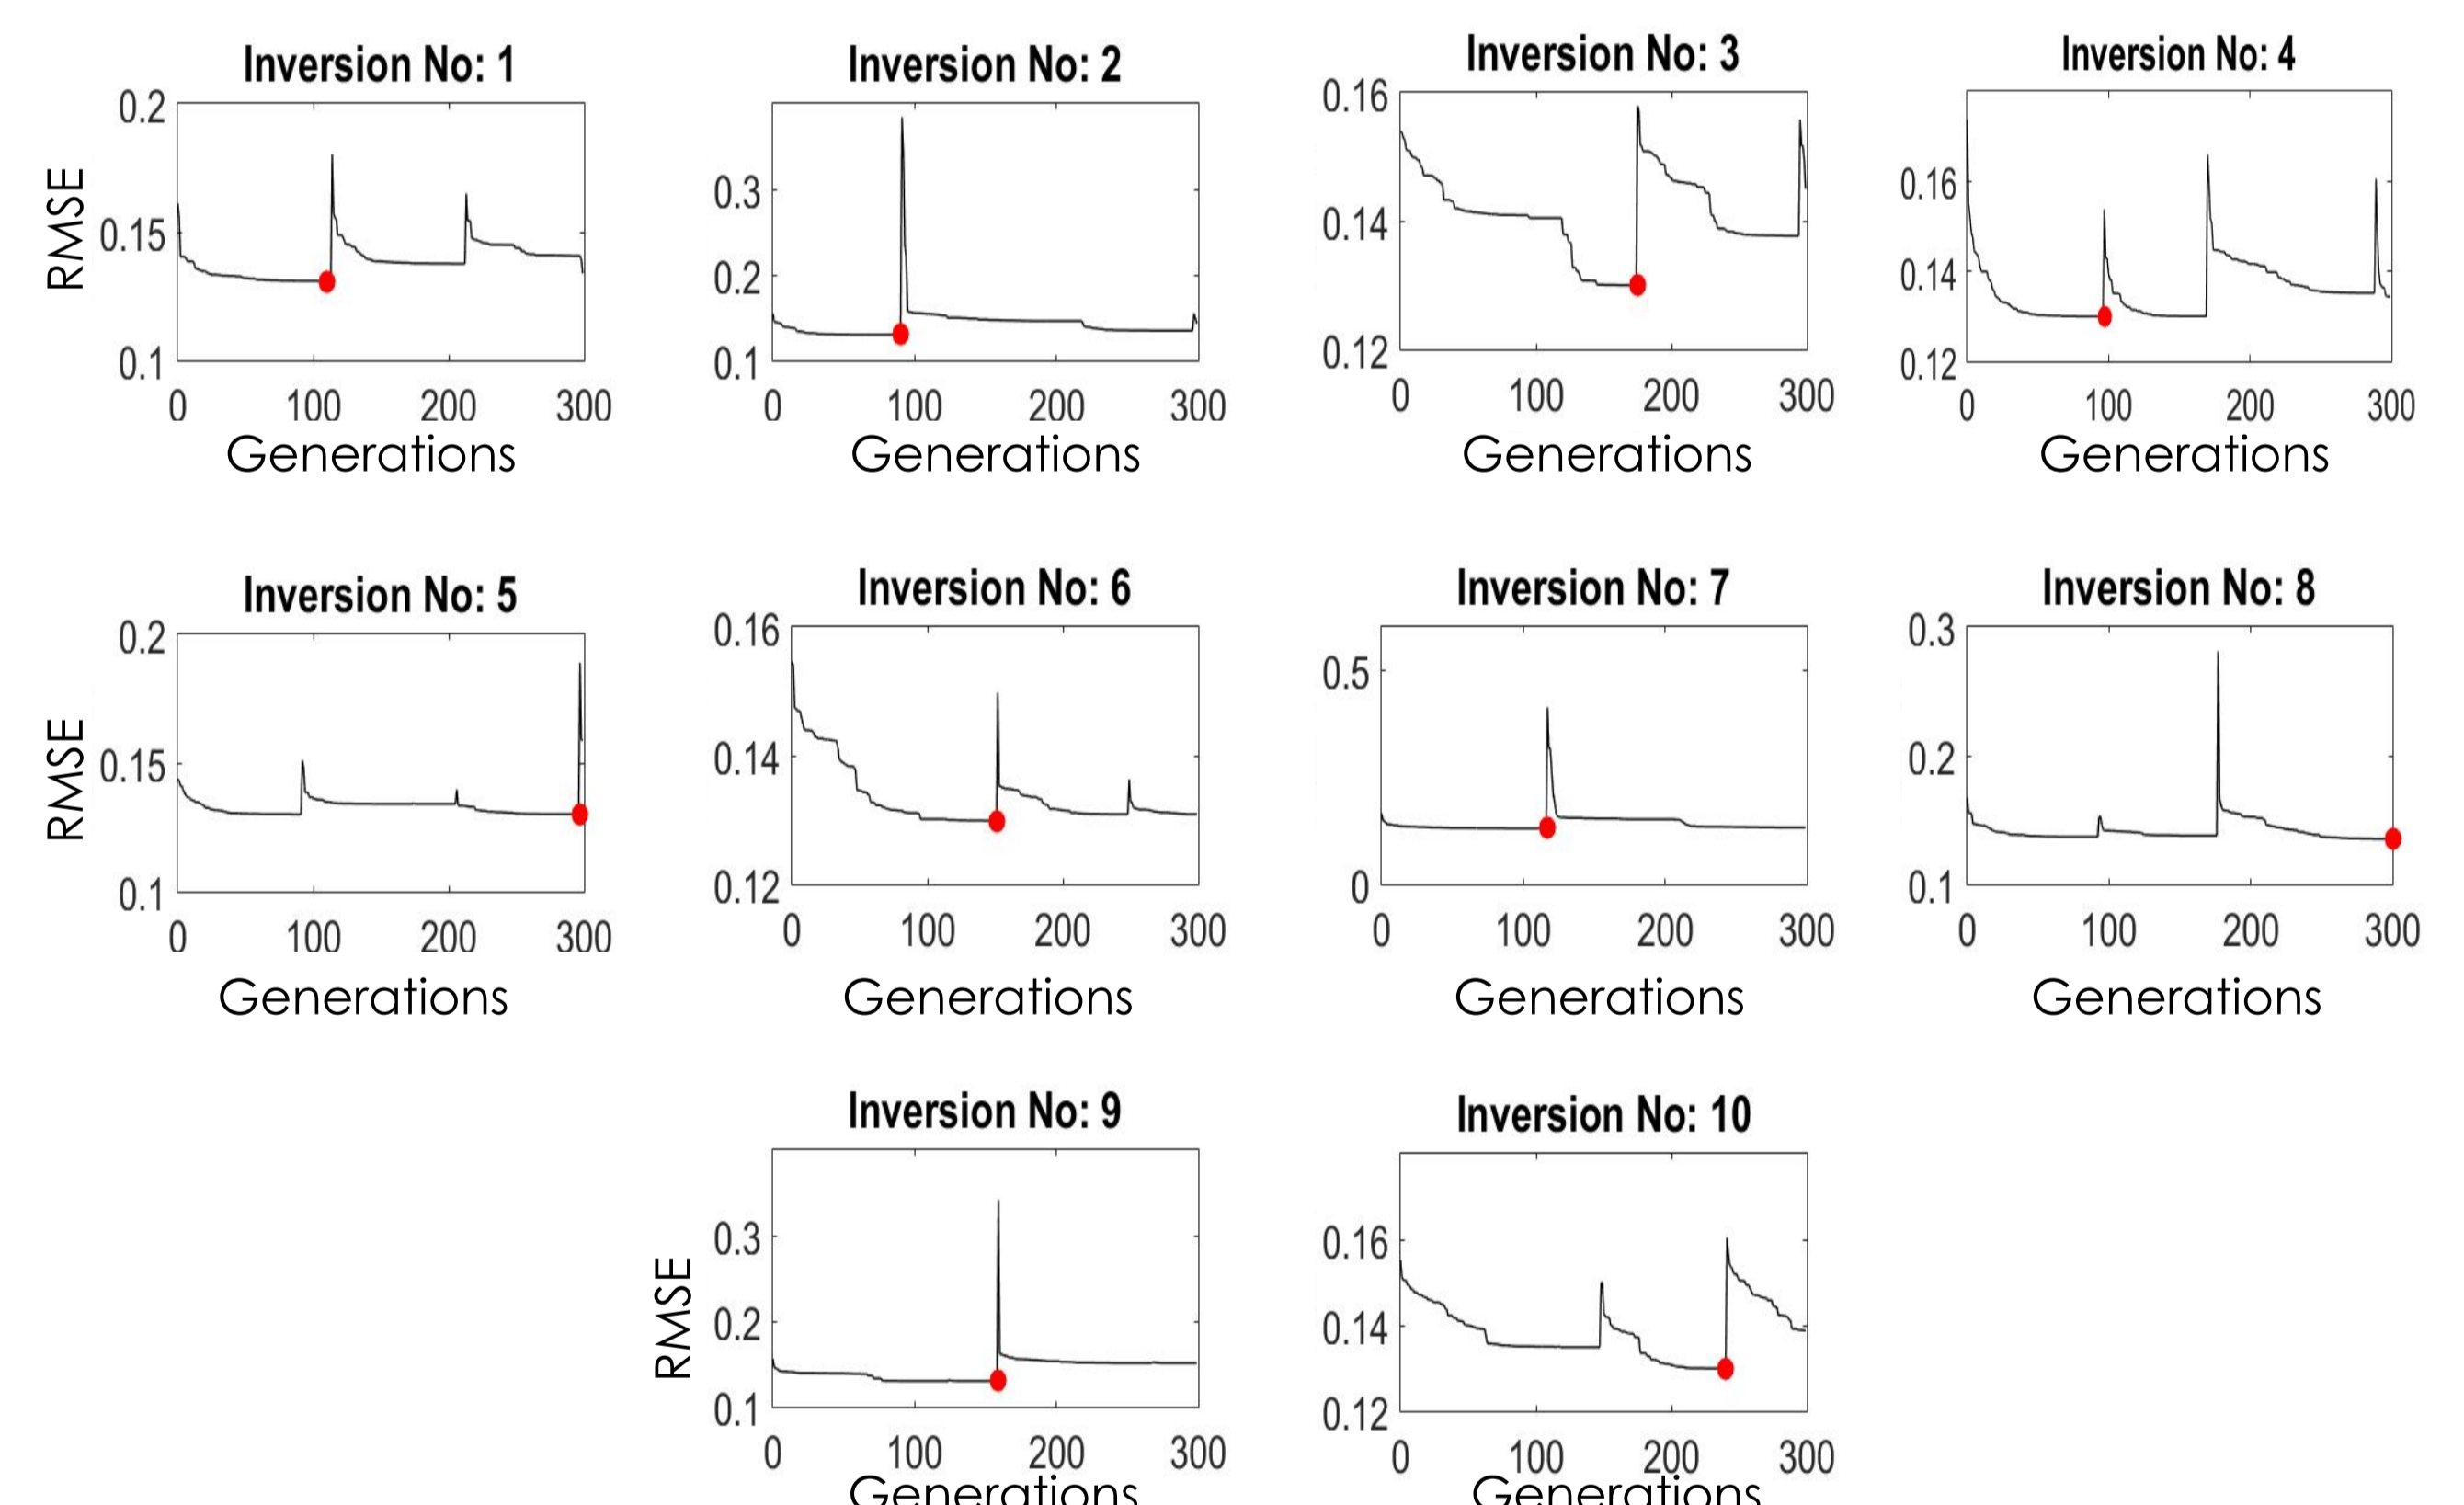 Inversion No: 1
0.2
0.15
0.1
RMSE
0 100 200 300
Generations
Inversion No: 2
0.3
0.2
0.1
0 100 200 300
Generations
Inversion No: 3
0.16
0.14
0.12
0 100 200 300
Generations
Inversion No: 4
0.16
0.14
0.12
0 100 200 300
Generations
Inversion No: 5
0.2
0.15
0.1
RMSE
0 100 200 300
Generations
Inversion No: 6
0.16
0.14
0.12
0 100 200 300
Generations
Inversion No: 7
0.5
0
0 100 200 300
Generations
Inversion No: 8
0.3
0.2
0.1
0 100 200 300
Generations
Inversion No: 9
0.3
0.2
0.1
RMSE
0 100 200 300
Generations
Inversion No: 10
0.16
0.14
0.12
0 100 200 300
Generations